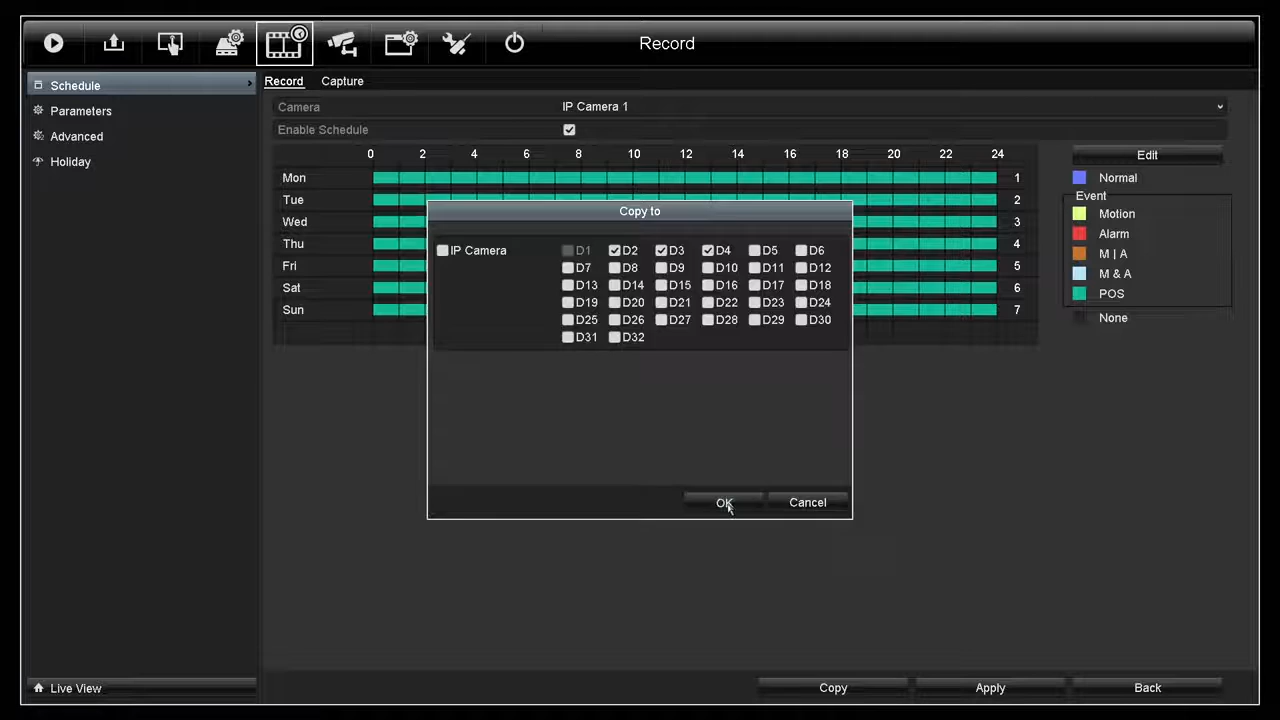 Record
Schedule
Parameters
Advanced
Holiday
Record Capture
Camera IP Camera 1
Enable Schedule
0 2 4 6 8 10 12 14 16 18 20 22 24
Mon 1
Tue 2
Wed 3
Thu 4
Fri 5
Sat 6
Sun 7
Edit
Normal
Event
Motion
Alarm
M | A
M & A
POS
None
Copy to
IP Camera D1 D2 D3 D4 D5 D6
D7 D8 D9 D10 D11 D12
D13 D14 D15 D16 D17 D18
D19 D20 D21 D22 D23 D24
D25 D26 D27 D28 D29 D30
D31 D32
OK Cancel
Live View
Copy Apply Back